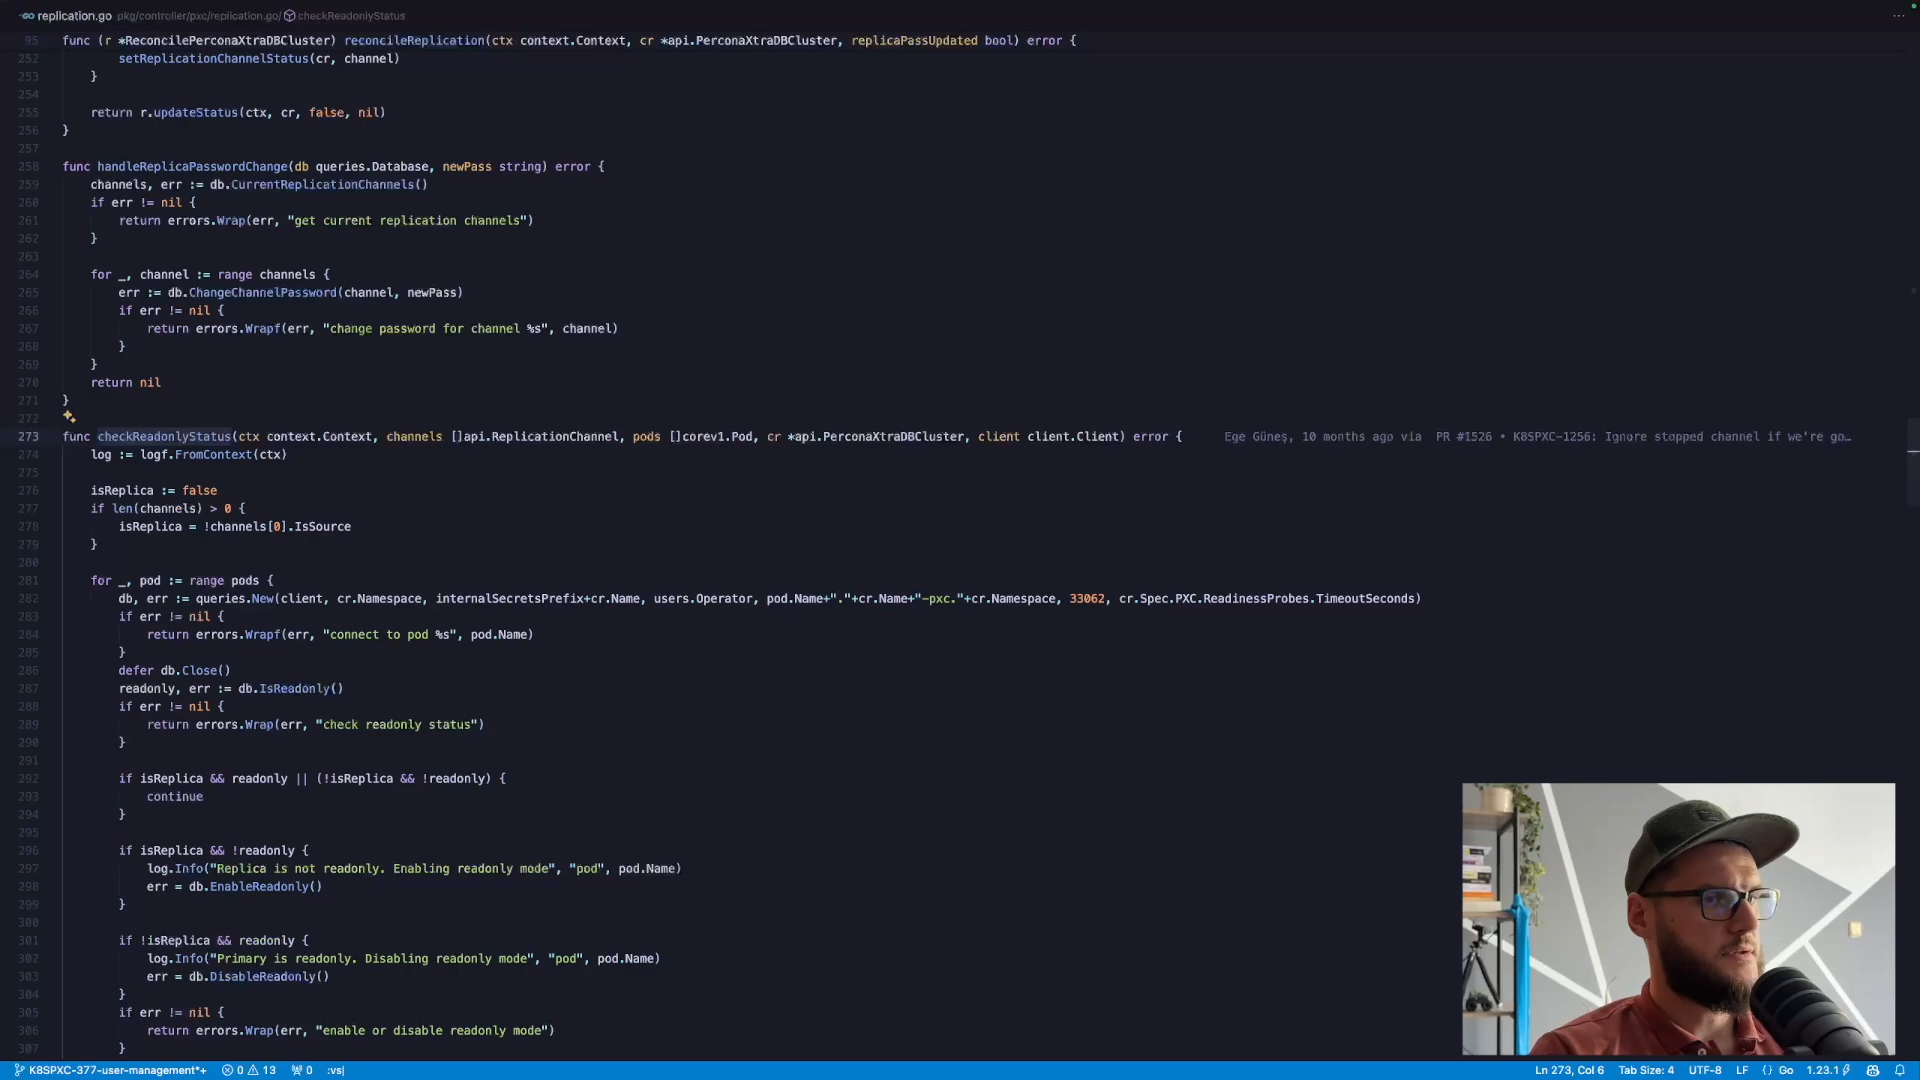 replication.go pkg/controller/pxc/replication.go/ checkReadonlyStatus ...
95 func (r *ReconcilePerconaXtraDBCluster) reconcileReplication(ctx context.Context, cr *api.PerconaXtraDBCluster, replicaPassUpdated bool) error {
252 setReplicationChannelStatus(cr, channel)
253 }
254
255 return r.updateStatus(ctx, cr, false, nil)
256 }
257
258 func handleReplicaPasswordChange(db queries.Database, newPass string) error {
259 channels, err := db.CurrentReplicationChannels()
260 if err != nil {
261 return errors.Wrap(err, "get current replication channels")
262 }
263
264 for _, channel := range channels {
265 err := db.ChangeChannelPassword(channel, newPass)
266 if err != nil {
267 return errors.Wrapf(err, "change password for channel %s", channel)
268 }
269 }
270 return nil
271 }
272
273 func checkReadonlyStatus(ctx context.Context, channels []api.ReplicationChannel, pods []corev1.Pod, cr *api.PerconaXtraDBCluster, client client.Client) error { Ege Güneş, 10 months ago via PR #1526 • K8SPXC-1256: Ignore stopped channel if we're go…
274 log := logf.FromContext(ctx)
275
276 isReplica := false
277 if len(channels) > 0 {
278 isReplica = !channels[0].IsSource
279 }
280
281 for _, pod := range pods {
282 db, err := queries.New(client, cr.Namespace, internalSecretsPrefix+cr.Name, users.Operator, pod.Name+"."+cr.Name+"-pxc."+cr.Namespace, 33062, cr.Spec.PXC.ReadinessProbes.TimeoutSeconds)
283 if err != nil {
284 return errors.Wrapf(err, "connect to pod %s", pod.Name)
285 }
286 defer db.Close()
287 readonly, err := db.IsReadonly()
288 if err != nil {
289 return errors.Wrap(err, "check readonly status")
290 }
291
292 if isReplica && readonly || (!isReplica && !readonly) {
293 continue
294 }
295
296 if isReplica && !readonly {
297 log.Info("Replica is not readonly. Enabling readonly mode", "pod", pod.Name)
298 err = db.EnableReadonly()
299 }
300
301 if !isReplica && readonly {
302 log.Info("Primary is readonly. Disabling readonly mode", "pod", pod.Name)
303 err = db.DisableReadonly()
304 }
305 if err != nil {
306 return errors.Wrap(err, "enable or disable readonly mode")
307 }
K8SPXC-377-user-management*+ 0 13 0 :vs| Ln 273, Col 6 Tab Size: 4 UTF-8 LF {} Go 1.23.1